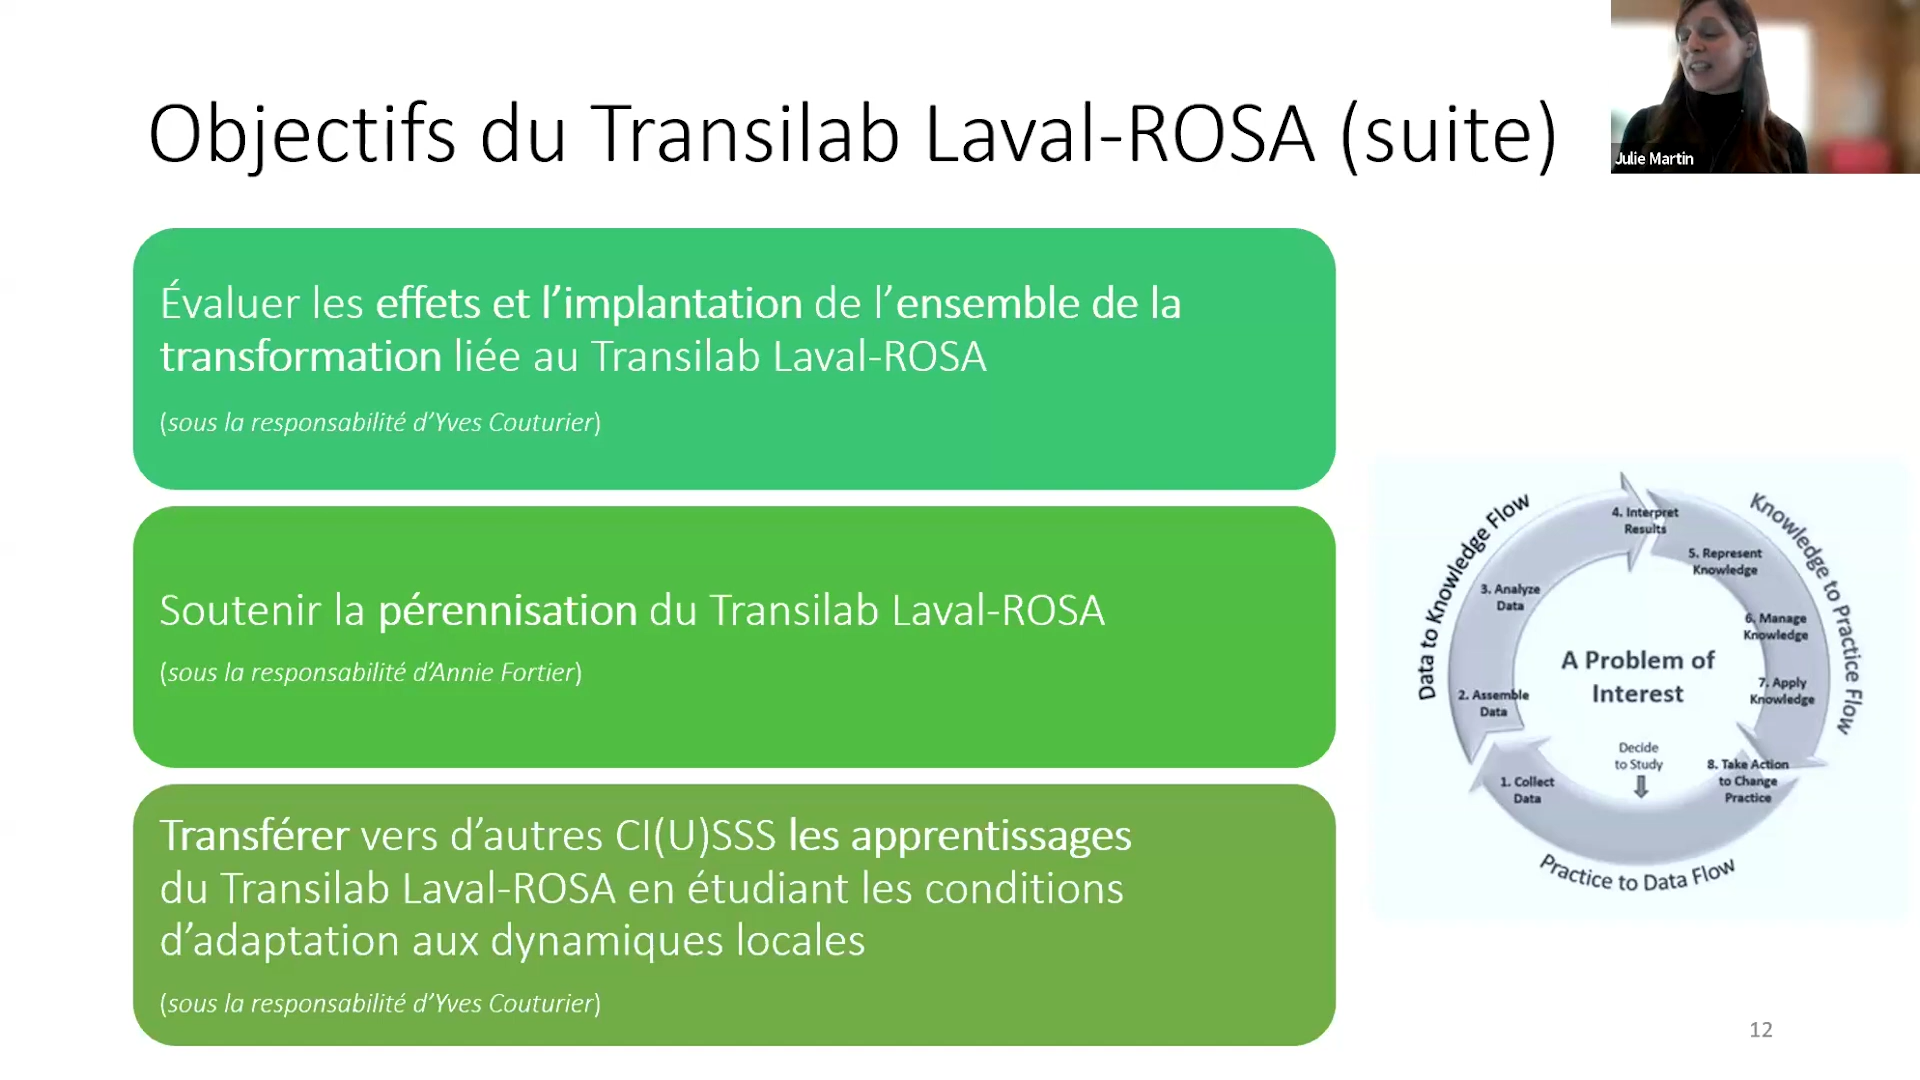 Objectifs du Transilab Laval-ROSA (suite)
Julie Martin
Évaluer les effets et l’implantation de l’ensemble de la
transformation liée au Transilab Laval-ROSA
(sous la responsabilité d’Yves Couturier)
Soutenir la pérennisation du Transilab Laval-ROSA
(sous la responsabilité d’Annie Fortier)
Transférer vers d’autres CI(U)SSS les apprentissages
du Transilab Laval-ROSA en étudiant les conditions
d’adaptation aux dynamiques locales
(sous la responsabilité d’Yves Couturier)
Data to Knowledge Flow
Knowledge to Practice Flow
Practice to Data Flow
A Problem of
Interest
Decide
to Study
1. Collect
Data
2. Assemble
Data
3. Analyze
Data
4. Interpret
Results
5. Represent
Knowledge
6. Manage
Knowledge
7. Apply
Knowledge
8. Take Action
to Change
Practice
12